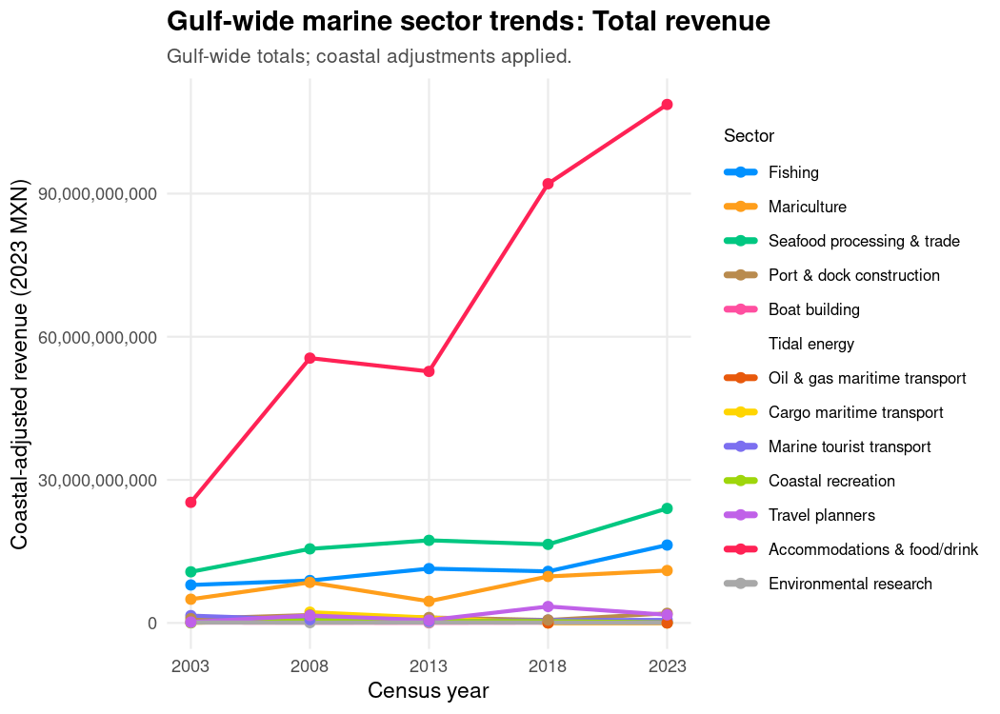 Gulf-wide marine sector trends: Total revenue
Gulf-wide totals; coastal adjustments applied.
Coastal-adjusted revenue (2023 MXN)
90,000,000,000
60,000,000,000
30,000,000,000
0
2003 2008 2013 2018 2023
Census year
Sector
Fishing
Mariculture
Seafood processing & trade
Port & dock construction
Boat building
Tidal energy
Oil & gas maritime transport
Cargo maritime transport
Marine tourist transport
Coastal recreation
Travel planners
Accommodations & food/drink
Environmental research